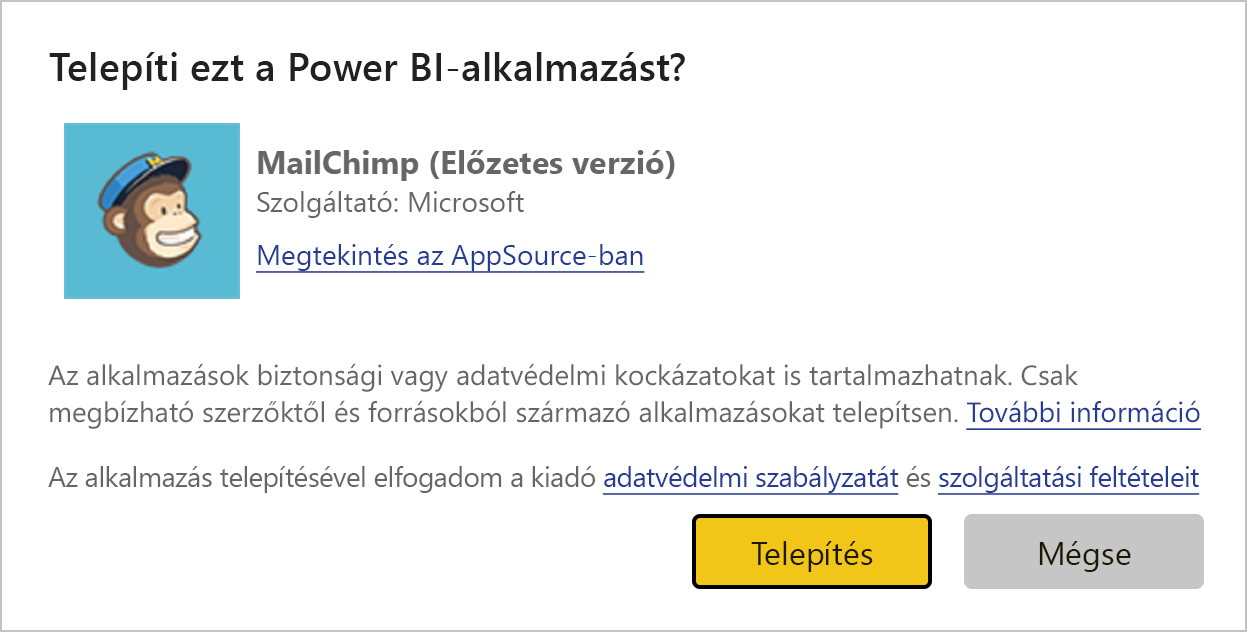 Telepíti ezt a Power BI-alkalmazást?
MailChimp (Előzetes verzió)
Szolgáltató: Microsoft
Megtekintés az AppSource-ban
Az alkalmazások biztonsági vagy adatvédelmi kockázatokat is tartalmazhatnak. Csak
megbízható szerzőktől és forrásokból származó alkalmazásokat telepítsen. További információ
Az alkalmazás telepítésével elfogadom a kiadó adatvédelmi szabályzatát és szolgáltatási feltételeit
Telepítés Mégse